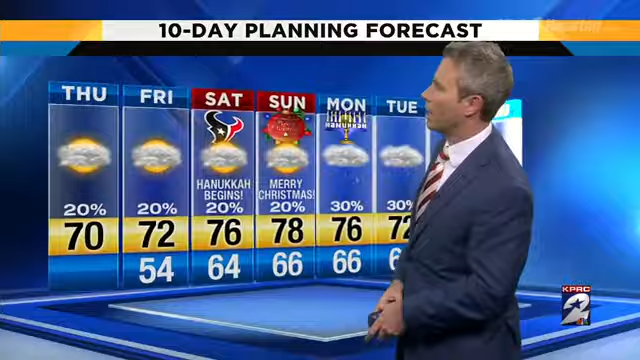 10-DAY PLANNING FORECAST
THU FRI SAT SUN MON TUE
HANUKKAH BEGINS! MERRY CHRISTMAS!
20% 20% 20% 20% 30% 30%
70 72 76 78 76 72
54 64 66 66
KPRC
2